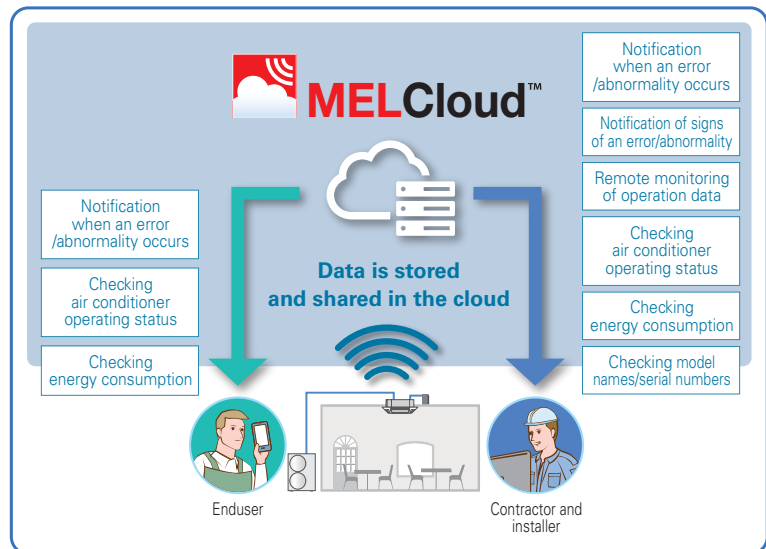 MELCloud™
Notification
when an error
/abnormality occurs
Checking
air conditioner
operating status
Checking
energy consumption
Data is stored
and shared in the cloud
Notification
when an error
/abnormality occurs
Notification of signs
of an error/abnormality
Remote monitoring
of operation data
Checking
air conditioner
operating status
Checking
energy consumption
Checking model
names/serial numbers
Enduser
Contractor and
installer